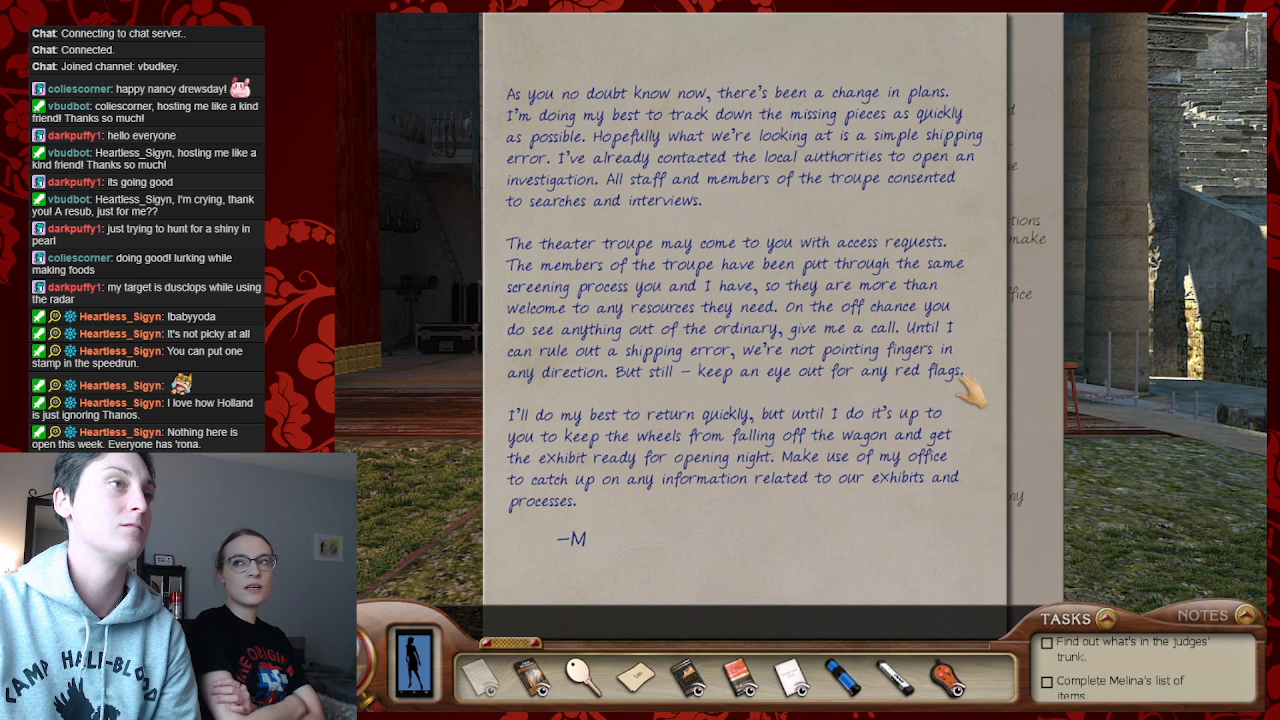 Chat: Connecting to chat server..
Chat: Connected.
Chat: Joined channel: vbudkey.
coliescorner: happy nancy drewsday!
vbudbot: coliescorner, hosting me like a kind
friend! Thanks so much!
darkpuffy1: hello everyone
vbudbot: Heartless_Sigyn, hosting me like a
kind friend! Thanks so much!
darkpuffy1: its going good
vbudbot: Heartless_Sigyn, I'm crying, thank
you! A resub, just for me??
darkpuffy1: just trying to hunt for a shiny in
pearl
coliescorner: doing good! lurking while
making foods
darkpuffy1: my target is dusclops while using
the radar
Heartless_Sigyn: !babyyoda
Heartless_Sigyn: It's not picky at all
Heartless_Sigyn: You can put one
stamp in the speedrun.
Heartless_Sigyn:
Heartless_Sigyn: I love how Holland
is just ignoring Thanos.
Heartless_Sigyn: Nothing here is
open this week. Everyone has 'rona.
As you no doubt know now, there's been a change in plans.
I'm doing my best to track down the missing pieces as quickly
as possible. Hopefully what we're looking at is a simple shipping
error. I've already contacted the local authorities to open an
investigation. All staff and members of the troupe consented
to searches and interviews.
The theater troupe may come to you with access requests.
The members of the troupe have been put through the same
screening process you and I have, so they are more than
welcome to any resources they need. On the off chance you
do see anything out of the ordinary, give me a call. Until I
can rule out a shipping error, we're not pointing fingers in
any direction. But still – keep an eye out for any red flags.
I'll do my best to return quickly, but until I do it's up to
you to keep the wheels from falling off the wagon and get
the exhibit ready for opening night. Make use of my office
to catch up on any information related to our exhibits and
processes.
–M
tions
make
ffice
ny
TASKS
NOTES
Find out what's in the judges'
trunk.
Complete Melina's list of
items.
CAMP HALF-BLOOD